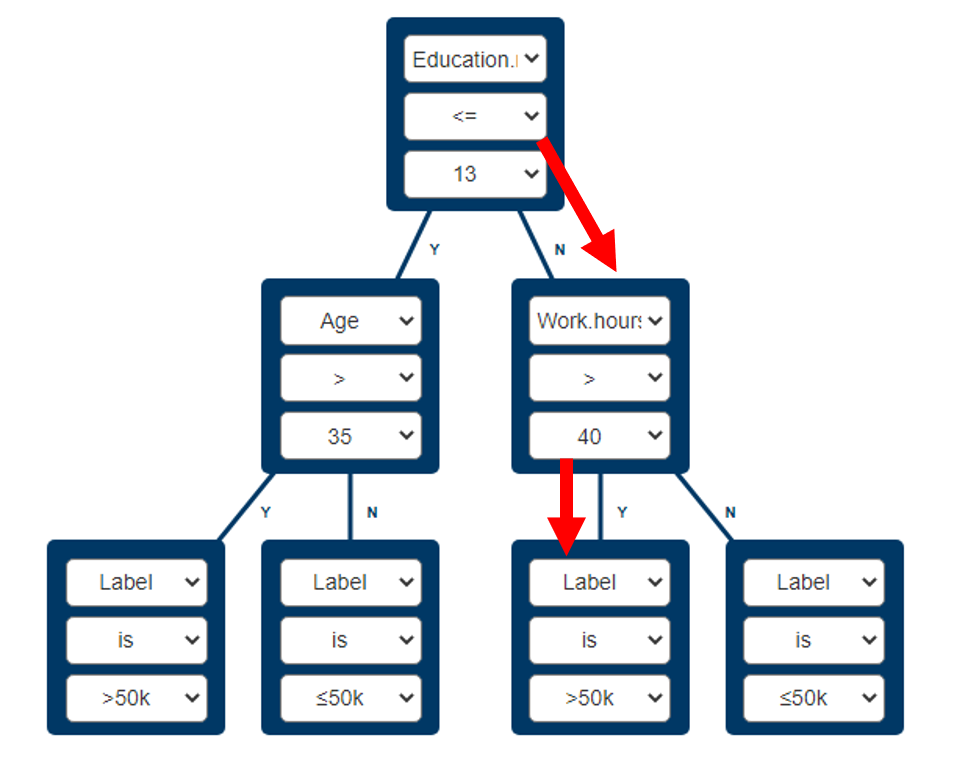 Education.
<=
13
Y
N
Age
>
35
Work.hours
>
40
Y
N
Y
N
Label
is
>50k
Label
is
≤50k
Label
is
>50k
Label
is
≤50k